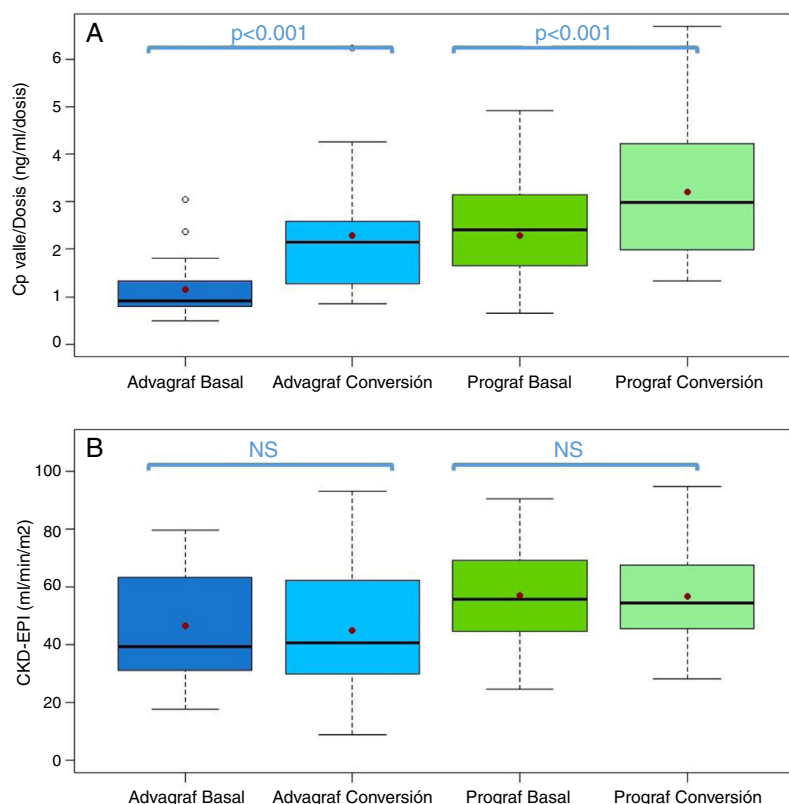 A
p<0.001
p<0.001
Cp valle/Dosis (ng/ml/dosis)
6
5
4
3
2
1
0
Advagraf Basal
Advagraf Conversión
Prograf Basal
Prograf Conversión
B
NS
NS
CKD-EPI (ml/min/m2)
100
80
60
40
20
0
Advagraf Basal
Advagraf Conversión
Prograf Basal
Prograf Conversión